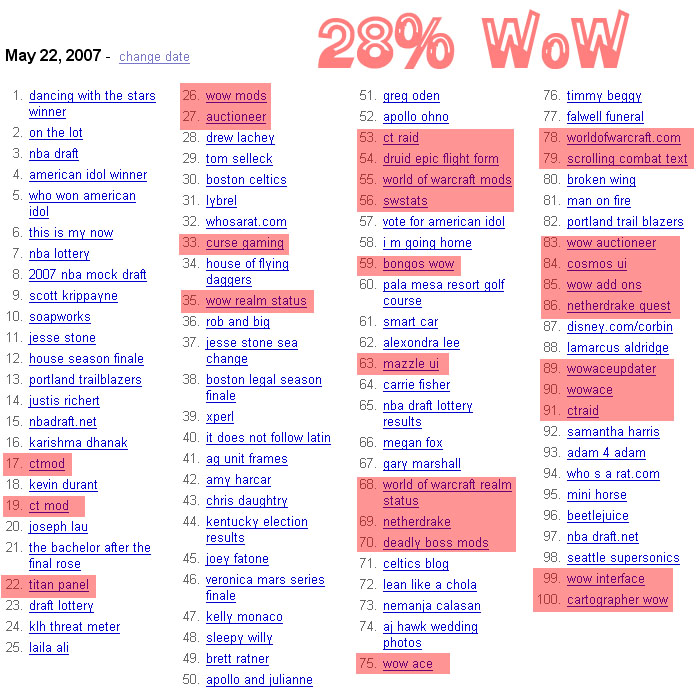 28% WoW
May 22, 2007 - change date
1. dancing with the stars
winner
2. on the lot
3. nba draft
4. american idol winner
5. who won american
idol
6. this is my now
7. nba lottery
8. 2007 nba mock draft
9. scott krippayne
10. soapworks
11. jesse stone
12. house season finale
13. portland trailblazers
14. justis richert
15. nbadraft.net
16. karishma dhanak
17. ctmod
18. kevin durant
19. ct mod
20. joseph lau
21. the bachelor after the
final rose
22. titan panel
23. draft lottery
24. klh threat meter
25. laila ali
26. wow mods
27. auctioneer
28. drew lachey
29. tom selleck
30. boston celtics
31. lybrel
32. whosarat.com
33. curse gaming
34. house of flying
daggers
35. wow realm status
36. rob and big
37. jesse stone sea
change
38. boston legal season
finale
39. xperl
40. it does not follow latin
41. ag unit frames
42. amy harcar
43. chris daughtry
44. kentucky election
results
45. joey fatone
46. veronica mars series
finale
47. kelly monaco
48. sleepy willy
49. brett ratner
50. apollo and julianne
51. greg oden
52. apollo ohno
53. ct raid
54. druid epic flight form
55. world of warcraft mods
56. swstats
57. vote for american idol
58. i m going home
59. bongos wow
60. pala mesa resort golf
course
61. smart car
62. alexondra lee
63. mazzle ui
64. carrie fisher
65. nba draft lottery
results
66. megan fox
67. gary marshall
68. world of warcraft realm
status
69. netherdrake
70. deadly boss mods
71. celtics blog
72. lean like a chola
73. nemanja calasan
74. aj hawk wedding
photos
75. wow ace
76. timmy beggy
77. falwell funeral
78. worldofwarcraft.com
79. scrolling combat text
80. broken wing
81. man on fire
82. portland trail blazers
83. wow auctioneer
84. cosmos ui
85. wow add ons
86. netherdrake quest
87. disney.com/corbin
88. lamarcus aldridge
89. wowaceupdater
90. wowace
91. ctraid
92. samantha harris
93. adam 4 adam
94. who s a rat.com
95. mini horse
96. beetlejuice
97. nba draft.net
98. seattle supersonics
99. wow interface
100. cartographer wow